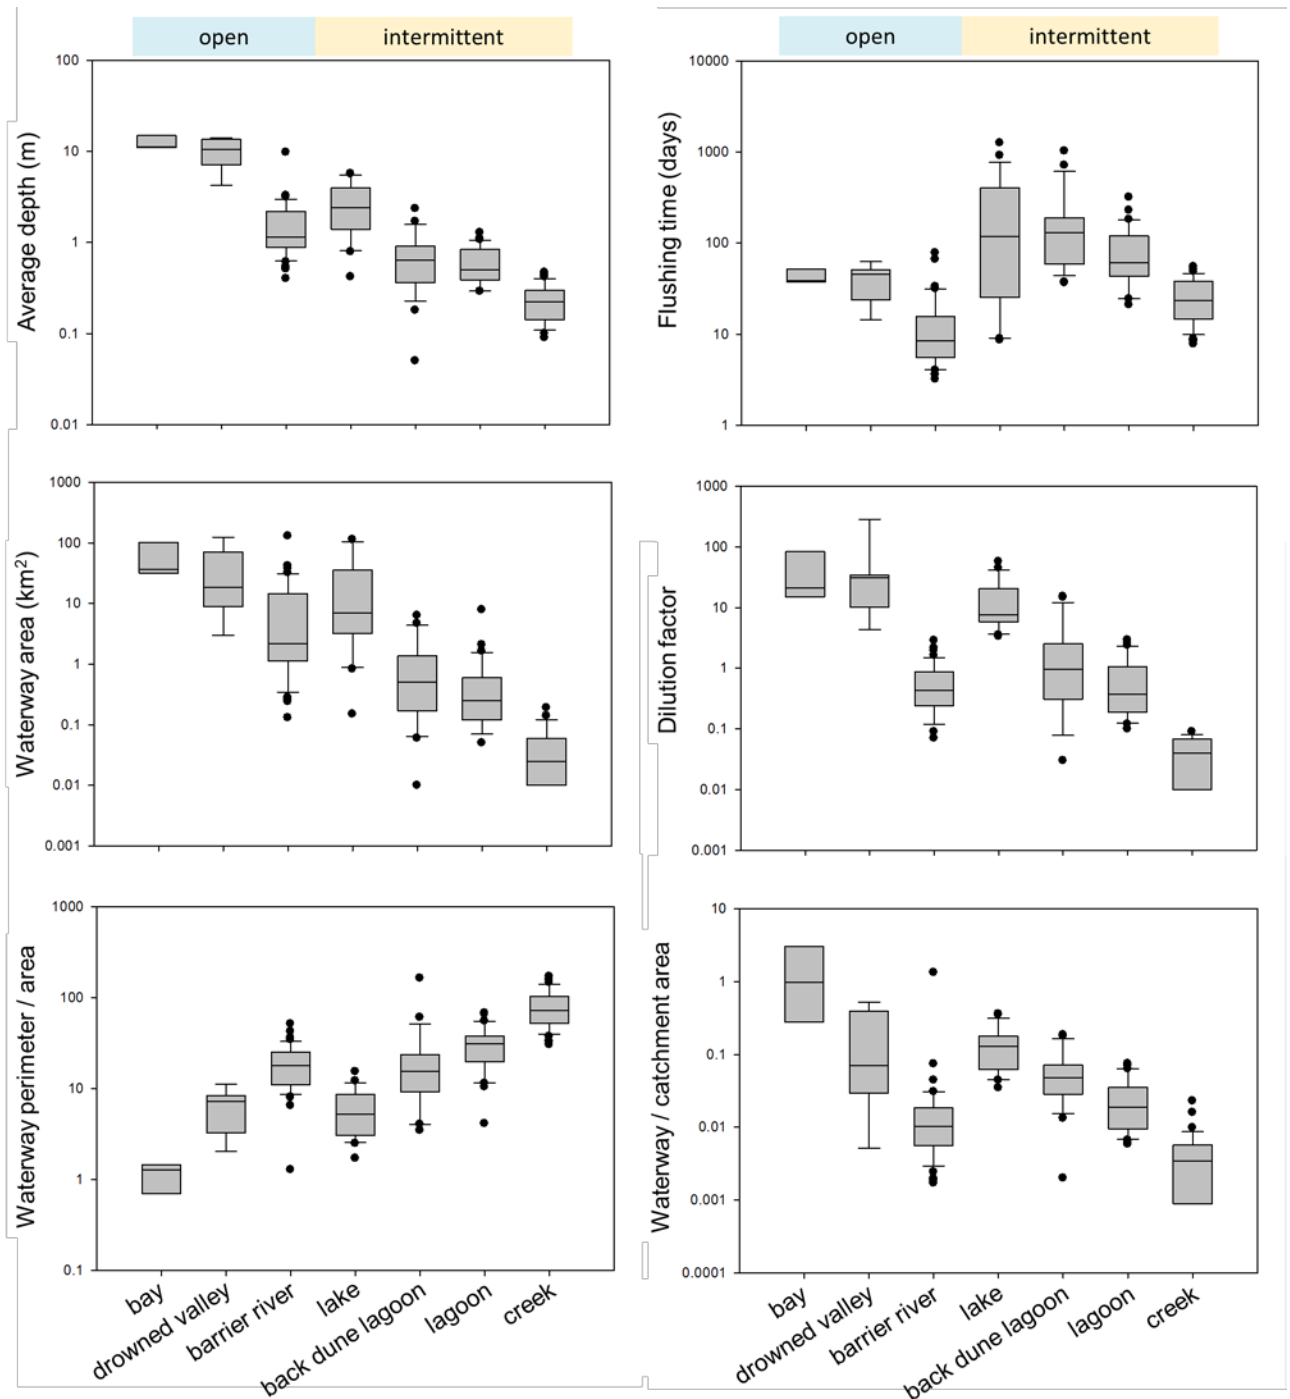 open intermittent
Average depth (m)
100
10
1
0.1
0.01
open intermittent
Flushing time (days)
10000
1000
100
10
1
Waterway area (km²)
1000
100
10
1
0.1
0.01
0.001
Dilution factor
1000
100
10
1
0.1
0.01
0.001
Waterway perimeter / area
1000
100
10
1
0.1
bay
drowned valley
barrier river
lake
back dune lagoon
lagoon
creek
Waterway / catchment area
10
1
0.1
0.01
0.001
0.0001
bay
drowned valley
barrier river
lake
back dune lagoon
lagoon
creek